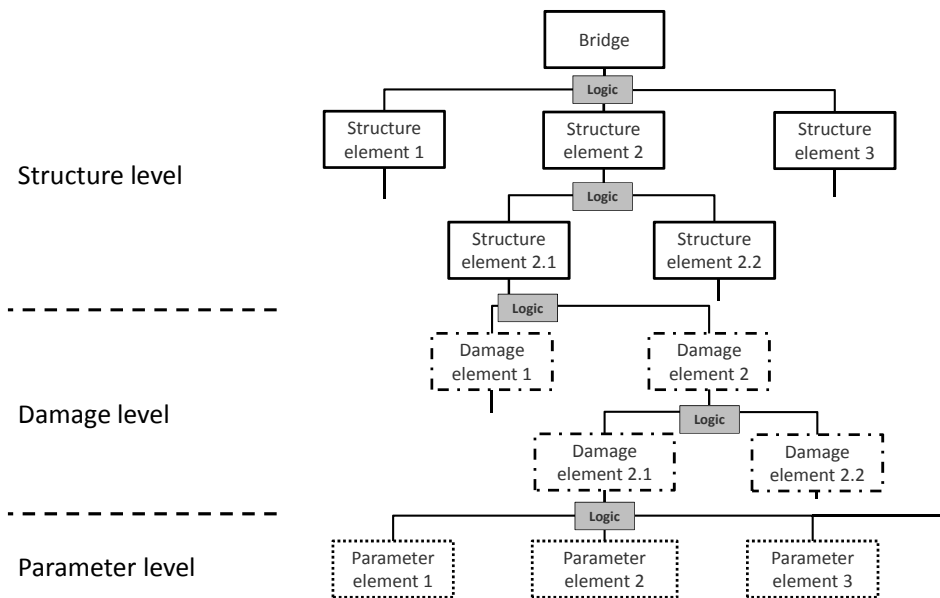 Bridge
Logic
Structure
element 1
Structure
element 2
Structure
element 3
Structure level
Logic
Structure
element 2.1
Structure
element 2.2
Logic
Damage
element 1
Damage
element 2
Damage level
Logic
Damage
element 2.1
Damage
element 2.2
Logic
Parameter level
Parameter
element 1
Parameter
element 2
Parameter
element 3